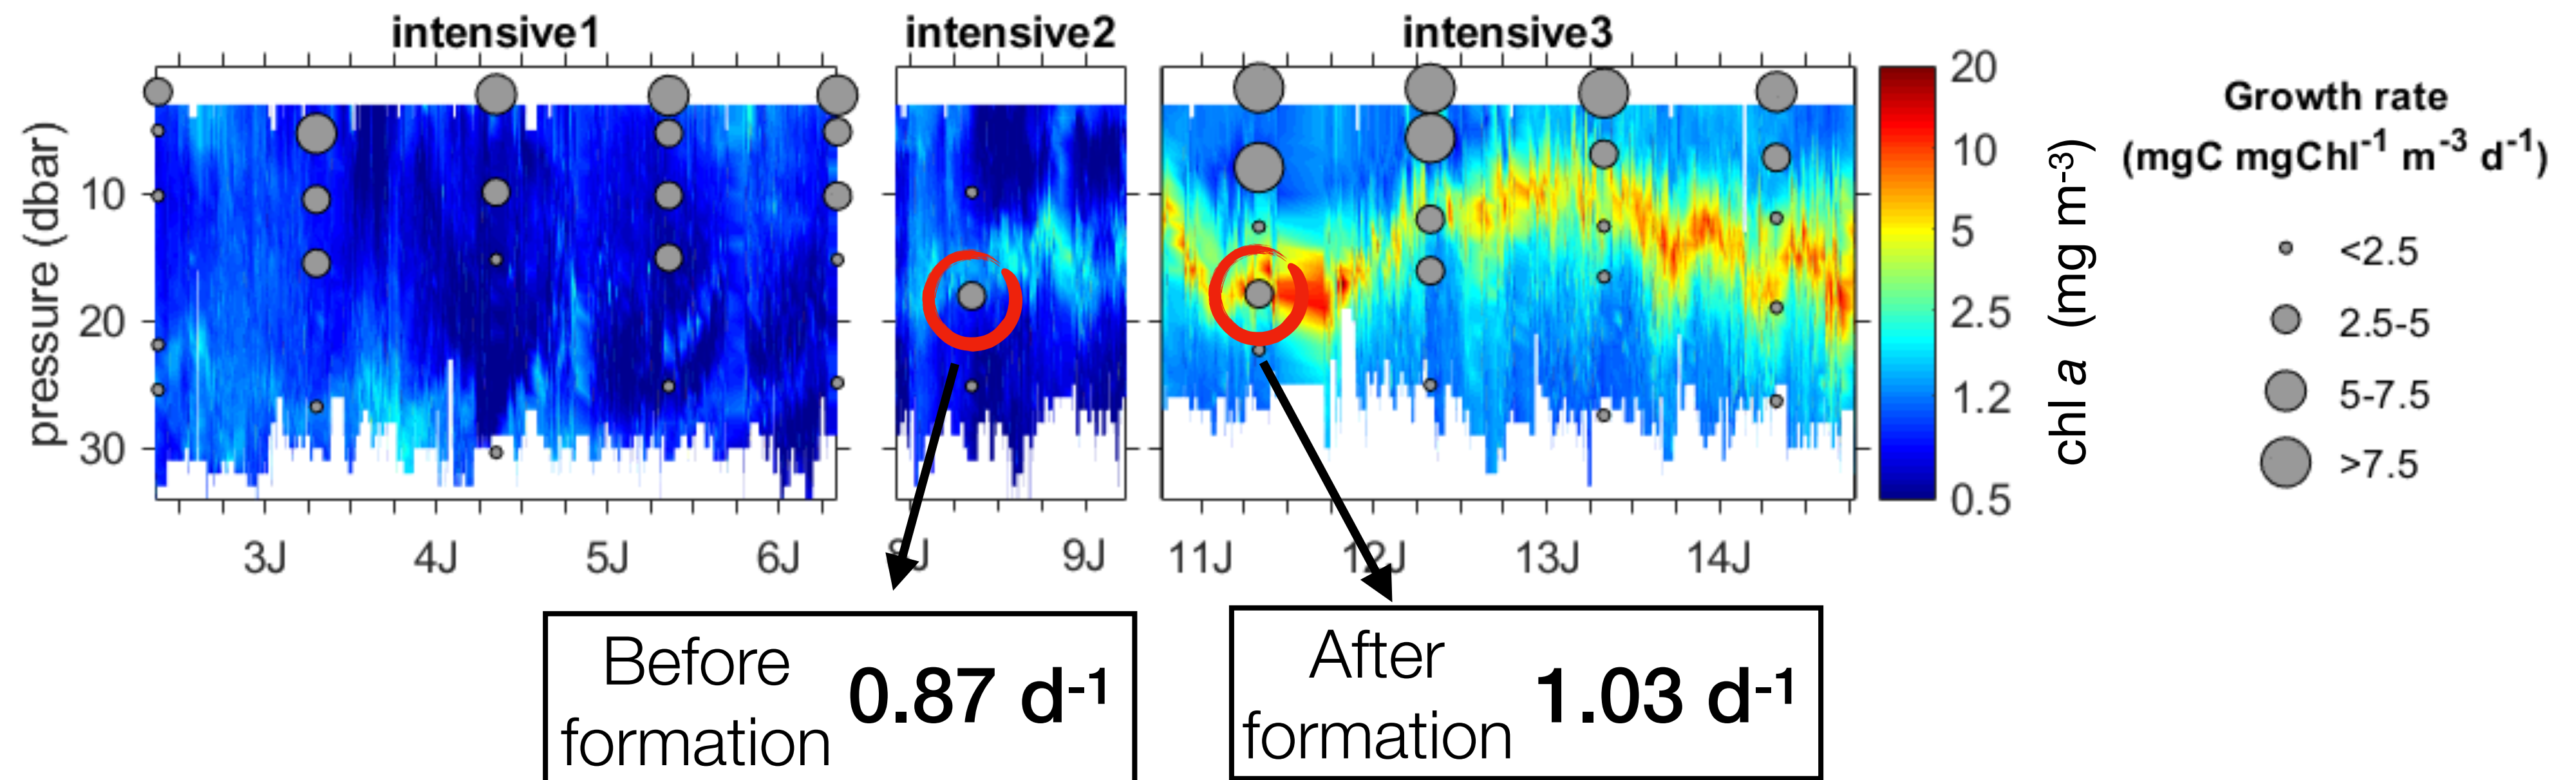 intensive1 intensive2 intensive3
pressure (dbar)
10
20
30
3J 4J 5J 6J 8J 9J 11J 12J 13J 14J
20
10
5
2.5
1.2
0.5
chl a (mg m-3)
Growth rate
(mgC mgChl-1 m-3 d-1)
<2.5
2.5-5
5-7.5
>7.5
Before
formation
0.87 d-1
After
formation
1.03 d-1